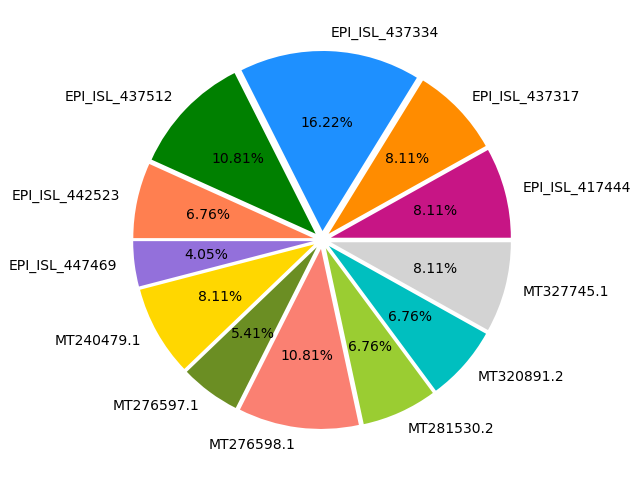 EPI_ISL_437334
EPI_ISL_437512
EPI_ISL_437317
16.22%
10.81%
8.11%
EPI_ISL_417444
EPI_ISL_442523
6.76%
8.11%
EPI_ISL_447469
4.05%
8.11%
MT327745.1
8.11%
6.76%
MT240479.1
5.41%
6.76%
10.81%
MT320891.2
MT276597.1
MT281530.2
MT276598.1